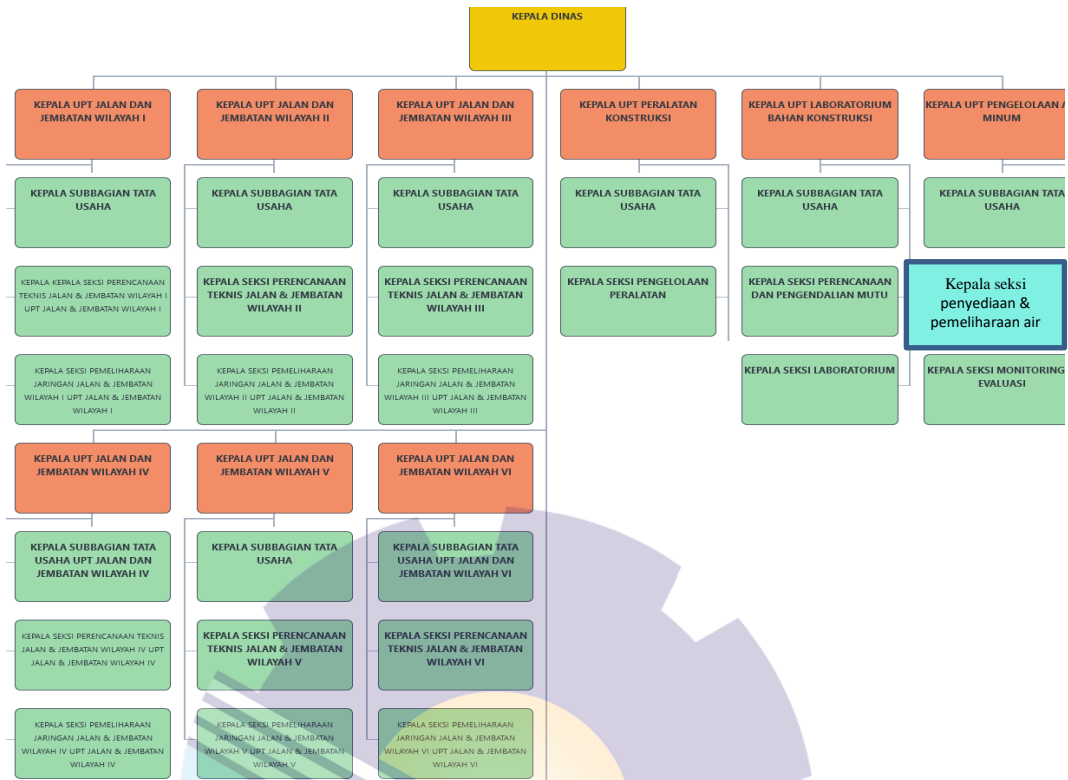 KEPALA DINAS
KEPALA UPT JALAN DAN
JEMBATAN WILAYAH I
KEPALA UPT JALAN DAN
JEMBATAN WILAYAH II
KEPALA UPT JALAN DAN
JEMBATAN WILAYAH III
KEPALA UPT PERALATAN
KONSTRUKSI
KEPALA UPT LABORATORIUM
BAHAN KONSTRUKSI
KEPALA UPT PENGELOLAAN A
MINUM
KEPALA SUBBAGIAN TATA
USAHA
KEPALA SUBBAGIAN TATA
USAHA
KEPALA SUBBAGIAN TATA
USAHA
KEPALA SUBBAGIAN TATA
USAHA
KEPALA SUBBAGIAN TATA
USAHA
KEPALA SUBBAGIAN TATA
USAHA
KEPALA KEPALA SEKSI PERENCANAAN
TEKNIS JALAN & JEMBATAN WILAYAH I
UPT JALAN & JEMBATAN WILAYAH I
KEPALA SEKSI PERENCANAAN
TEKNIS JALAN & JEMBATAN
WILAYAH II
KEPALA SEKSI PERENCANAAN
TEKNIS JALAN & JEMBATAN
WILAYAH III
KEPALA SEKSI PENGELOLAAN
PERALATAN
KEPALA SEKSI PERENCANAAN
DAN PENGENDALIAN MUTU
Kepala seksi
penyediaan &
pemeliharaan air
KEPALA SEKSI PEMELIHARAAN
JARINGAN JALAN & JEMBATAN
WILAYAH I UPT JALAN & JEMBATAN
WILAYAH I
KEPALA SEKSI PEMELIHARAAN
JARINGAN JALAN & JEMBATAN
WILAYAH II UPT JALAN & JEMBATAN
WILAYAH II
KEPALA SEKSI PEMELIHARAAN
JARINGAN JALAN & JEMBATAN
WILAYAH III UPT JALAN & JEMBATAN
WILAYAH III
KEPALA SEKSI LABORATORIUM
KEPALA SEKSI MONITORING
EVALUASI
KEPALA UPT JALAN DAN
JEMBATAN WILAYAH IV
KEPALA UPT JALAN DAN
JEMBATAN WILAYAH V
KEPALA UPT JALAN DAN
JEMBATAN WILAYAH VI
KEPALA SUBBAGIAN TATA
USAHA UPT JALAN DAN
JEMBATAN WILAYAH IV
KEPALA SUBBAGIAN TATA
USAHA
KEPALA SUBBAGIAN TATA
USAHA UPT JALAN DAN
JEMBATAN WILAYAH VI
KEPALA SEKSI PERENCANAAN TEKNIS
JALAN & JEMBATAN WILAYAH IV UPT
JALAN & JEMBATAN WILAYAH IV
KEPALA SEKSI PERENCANAAN
TEKNIS JALAN & JEMBATAN
WILAYAH V
KEPALA SEKSI PERENCANAAN
TEKNIS JALAN & JEMBATAN
WILAYAH VI
KEPALA SEKSI PEMELIHARAAN
JARINGAN JALAN & JEMBATAN
WILAYAH IV UPT JALAN & JEMBATAN
WILAYAH IV
KEPALA SEKSI PEMELIHARAAN
JARINGAN JALAN & JEMBATAN
WILAYAH V UPT JALAN & JEMBATAN
WILAYAH V
KEPALA SEKSI PEMELIHARAAN
JARINGAN JALAN & JEMBATAN
WILAYAH VI UPT JALAN & JEMBATAN
WILAYAH VI